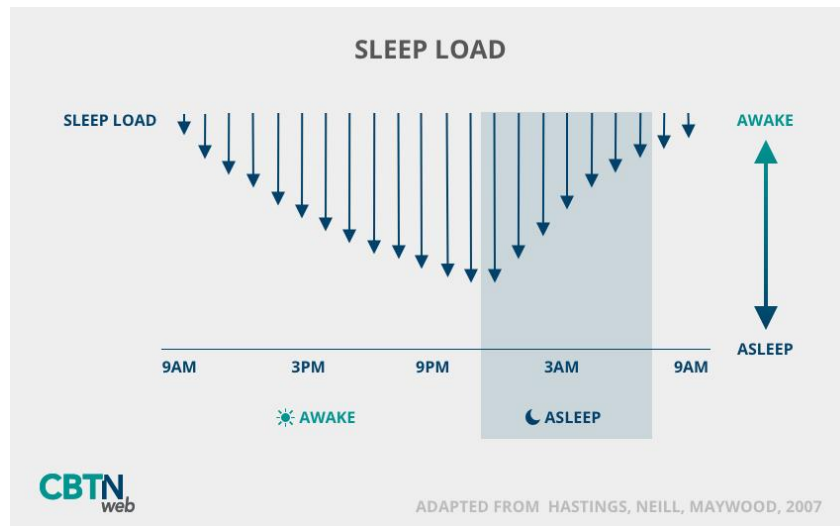 SLEEP LOAD
SLEEP LOAD
AWAKE
ASLEEP
9AM 3PM 9PM 3AM 9AM
AWAKE ASLEEP
CBTN
web
ADAPTED FROM HASTINGS, NEILL, MAYWOOD, 2007